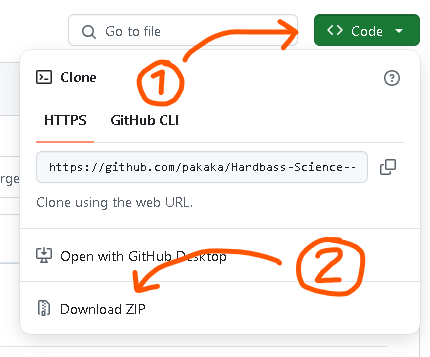 Go to file
<> Code
1
Clone
HTTPS GitHub CLI
https://github.com/pakaka/Hardbass-Science--
Clone using the web URL.
rge
Open with GitHub Desktop
2
Download ZIP